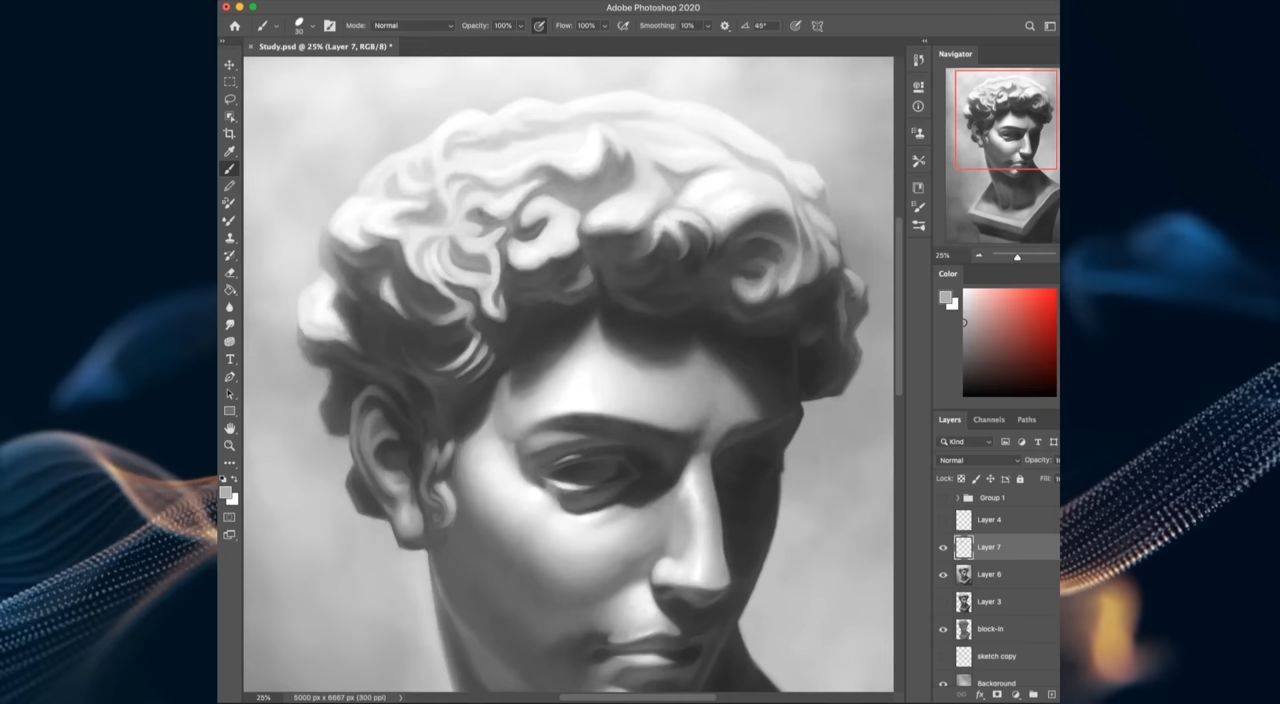 Adobe Photoshop 2020
30
Mode: Normal
Opacity: 100%
Flow: 100%
Smoothing: 10%
45°
Study.psd @ 25% (Layer 7, RGB/8) *
Navigator
25%
Color
Layers Channels Paths
Kind
Normal
Opacity:
Lock:
Fill:
Group 1
Layer 4
Layer 7
Layer 6
Layer 3
block-in
sketch copy
Background
25% 5000 px x 6667 px (300 ppi)